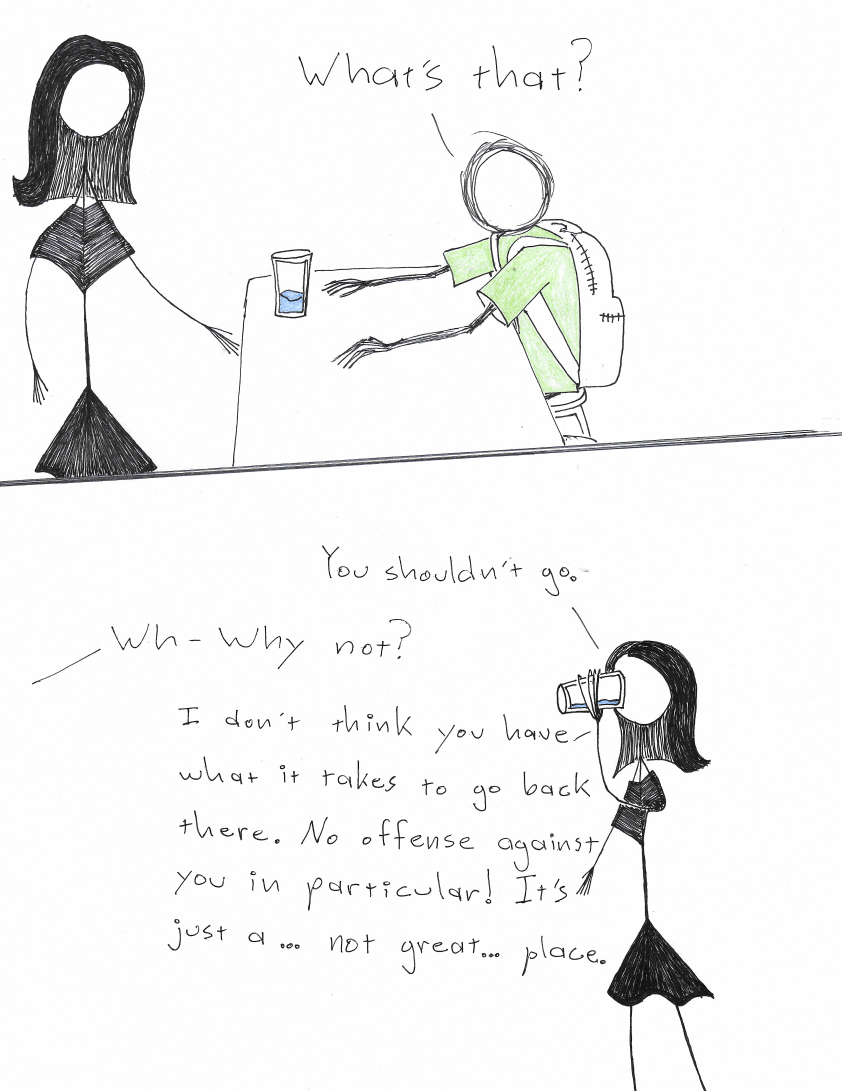 What's that?
You shouldn't go.
Wh-Why not?
I don't think you have
what it takes to go back
there. No offense against
you in particular! It's
just a... not great... place.